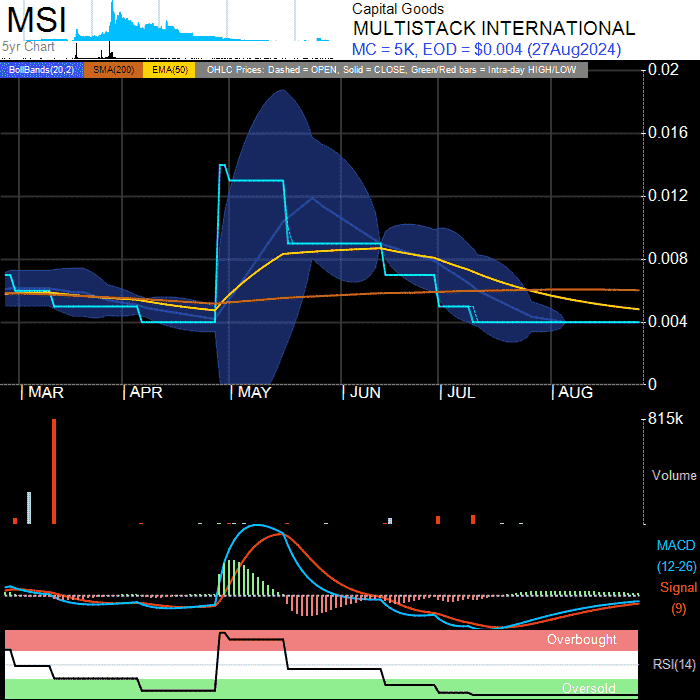 MSI
5yr Chart
Capital Goods
MULTISTACK INTERNATIONAL
MC = 5K, EOD = $0.004 (27Aug2024)
BollBands(20,2) SMA(200) EMA(50) OHLC Prices: Dashed = OPEN, Solid = CLOSE, Green/Red bars = Intra-day HIGH/LOW
0.02
0.016
0.012
0.008
0.004
0
MAR APR MAY JUN JUL AUG
815k
Volume
MACD
(12-26)
Signal
(9)
Overbought
RSI(14)
Oversold